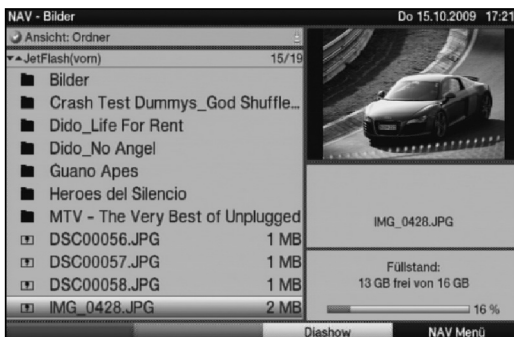 NAV - Bilder Do 15.10.2009 17:21
Ansicht: Ordner
JetFlash(vorn) 15/19
Bilder
Crash Test Dummys_God Shuffle...
Dido_Life For Rent
Dido_No Angel
Guano Apes
Heroes del Silencio
MTV - The Very Best of Unplugged
DSC00056.JPG 1 MB
DSC00057.JPG 1 MB
DSC00058.JPG 1 MB
IMG_0428.JPG 2 MB
IMG_0428.JPG
Füllstand:
13 GB frei von 16 GB
16 %
Diashow NAV Menü